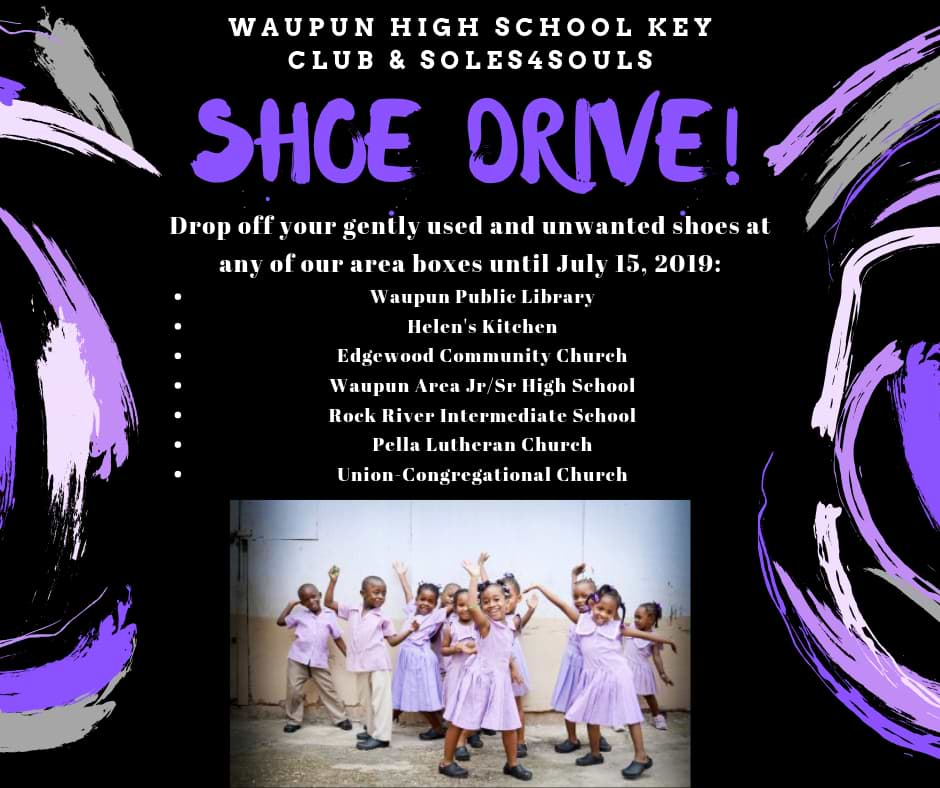 WAUPUN HIGH SCHOOL KEY
CLUB & SOLES4SOULS
SHOE DRIVE!
Drop off your gently used and unwanted shoes at
any of our area boxes until July 15, 2019:
• Waupun Public Library
• Helen's Kitchen
• Edgewood Community Church
• Waupun Area Jr/Sr High School
• Rock River Intermediate School
• Pella Lutheran Church
• Union-Congregational Church